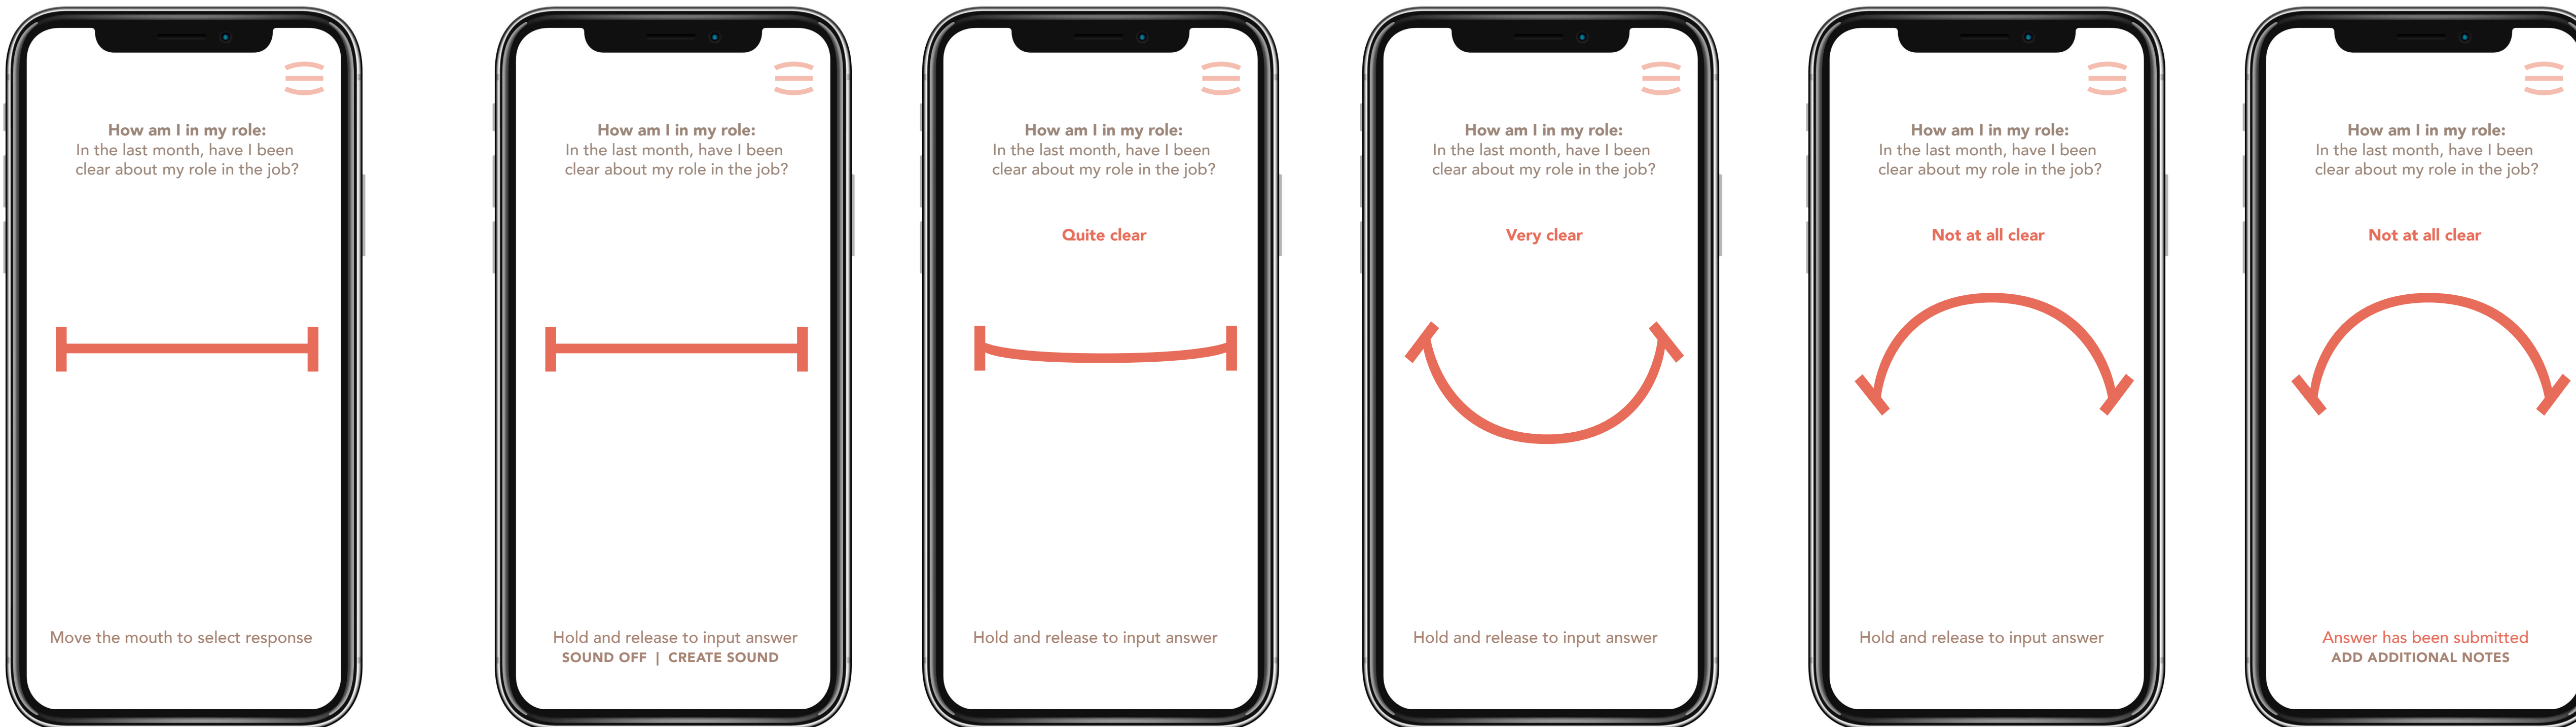 How am I in my role:
In the last month, have I been
clear about my role in the job?
Move the mouth to select response
How am I in my role:
In the last month, have I been
clear about my role in the job?
Hold and release to input answer
SOUND OFF | CREATE SOUND
How am I in my role:
In the last month, have I been
clear about my role in the job?
Quite clear
Hold and release to input answer
How am I in my role:
In the last month, have I been
clear about my role in the job?
Very clear
Hold and release to input answer
How am I in my role:
In the last month, have I been
clear about my role in the job?
Not at all clear
Hold and release to input answer
How am I in my role:
In the last month, have I been
clear about my role in the job?
Not at all clear
Answer has been submitted
ADD ADDITIONAL NOTES